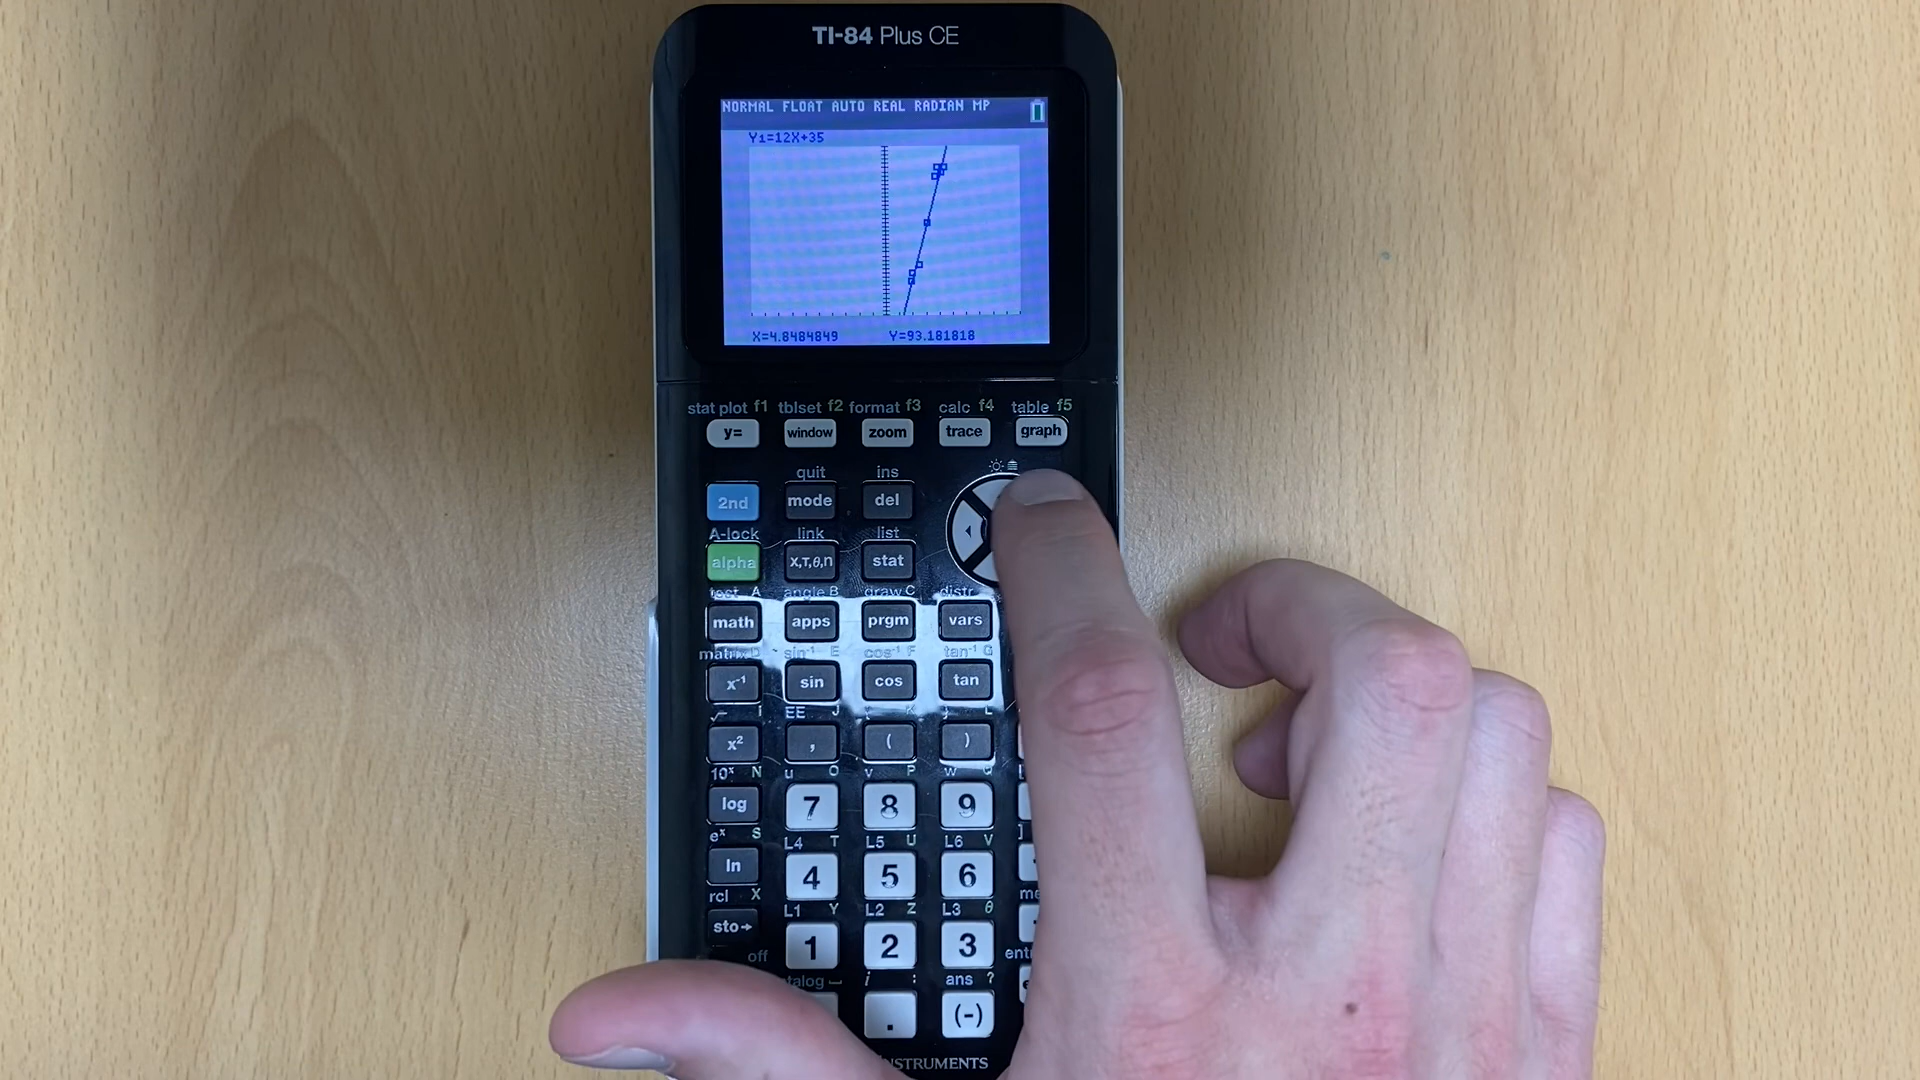 TI-84 Plus CE
NORMAL FLOAT AUTO REAL RADIAN MP
Y1=12X+35
X=4.8484849 Y=93.181818
stat plot f1 tblset f2 format f3 calc f4 table f5
y= window zoom trace graph
quit ins
2nd mode del
A-lock link list
alpha X,T,θ,n stat
test A angle B draw C distr
math apps prgm vars
matrix D sin⁻¹ E cos⁻¹ F tan⁻¹ G
x⁻¹ sin cos tan
√ I EE J K L
x² , ( )
10ˣ N u O v P w Q
log 7 8 9
eˣ S L4 T L5 U L6 V ]
ln 4 5 6
rcl X L1 Y L2 Z L3 θ
sto→ 1 2 3
off i : ans ?
. (-)
INSTRUMENTS